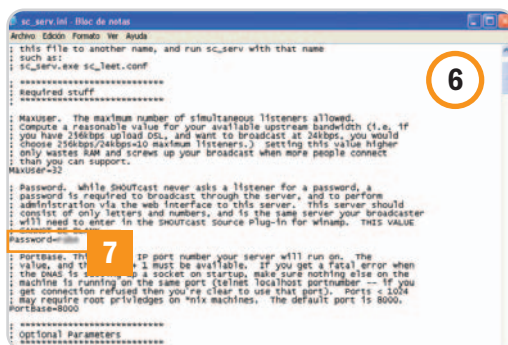 sc_serv.ini - Bloc de notas
Archivo Edición Formato Ver Ayuda
; this file to another name, and run sc_serv with that name
; such as:
; sc_serv.exe sc_leet.conf
; ***************************
; Required stuff
; ***************************
; MaxUser. The maximum number of simultaneous listeners allowed.
; Compute a reasonable value for your available upstream bandwidth (i.e. if
; you have 256kbps upload DSL, and want to broadcast at 24kbps, you would
; choose 256kbps/24kbps=10 maximum listeners.) Setting this value higher
; only wastes RAM and screws up your broadcast when more people connect
; than you can support.
MaxUser=32
; Password. While SHOUTcast never asks a listener for a password, a
; password is required to broadcast through the server, and to perform
; administration via the web interface to this server. This server should
; consist of only letters and numbers, and is the same server your broadcaster
; will need to enter in the SHOUTcast Source Plug-in for Winamp. THIS VALUE
; CANNOT BE BLANK.
Password=
; PortBase. IP port number your server will run on. The
; value, and + 1 must be available. If you get a fatal error when
; the DNAS is up a socket on startup, make sure nothing else on the
; machine is running on the same port (telnet localhost portnumber -- if you
; get connection refused then you're clear to use that port). Ports < 1024
; may require root privledges on *nix machines. The default port is 8000.
PortBase=8000
; ***************************
; Optional Parameters
; ***************************
6
7